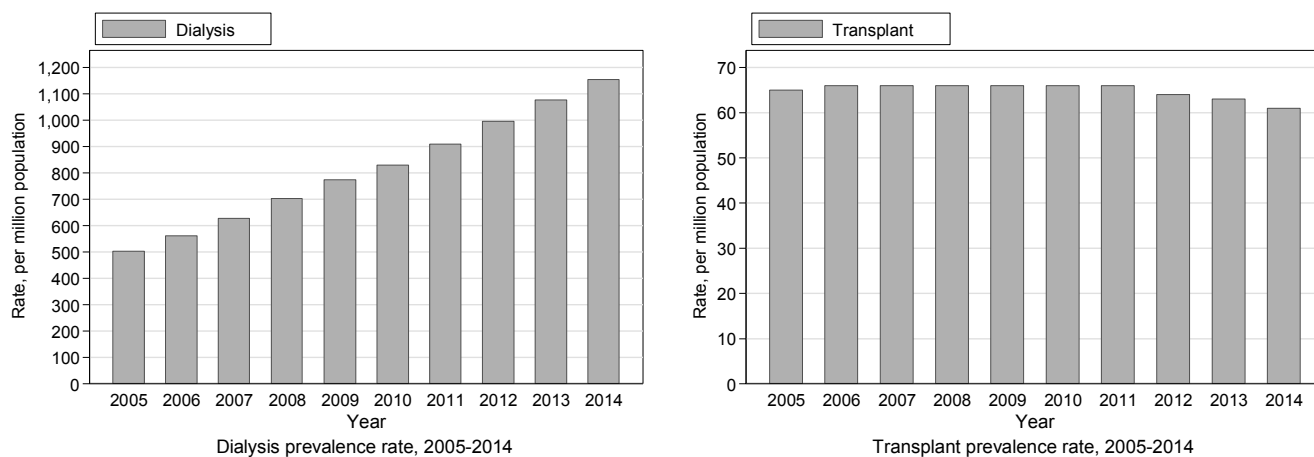 Dialysis
1,200
1,100
1,000
900
800
700
600
500
400
300
200
100
0
Rate, per million population
2005 2006 2007 2008 2009 2010 2011 2012 2013 2014
Year
Dialysis prevalence rate, 2005-2014
Transplant
70
60
50
40
30
20
10
0
Rate, per million population
2005 2006 2007 2008 2009 2010 2011 2012 2013 2014
Year
Transplant prevalence rate, 2005-2014